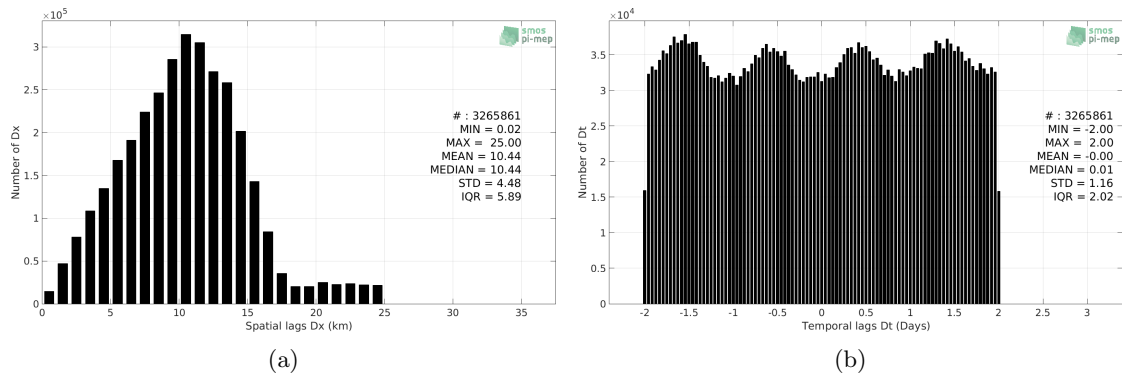 ×10⁵
3
2.5
2
1.5
1
0.5
0
Number of Dx
0 5 10 15 20 25 30 35
Spatial lags Dx (km)
smos
pi-mep
# : 3265861
MIN = 0.02
MAX = 25.00
MEAN = 10.44
MEDIAN = 10.44
STD = 4.48
IQR = 5.89
(a)
×10⁴
3.5
3
2.5
2
1.5
1
0.5
0
Number of Dt
-2 -1.5 -1 -0.5 0 0.5 1 1.5 2 2.5 3
Temporal lags Dt (Days)
smos
pi-mep
# : 3265861
MIN = -2.00
MAX = 2.00
MEAN = -0.00
MEDIAN = 0.01
STD = 1.16
IQR = 2.02
(b)